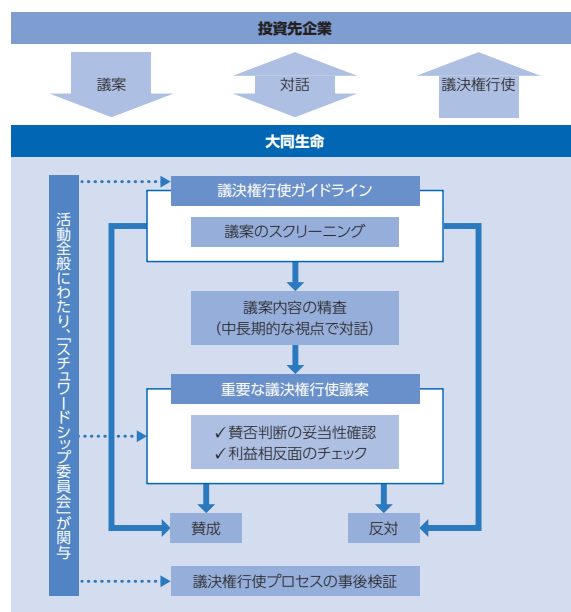 投資先企業
議案
対話
議決権行使
大同生命
活動全般にわたり、「スチュワードシップ委員会」が関与
議決権行使ガイドライン
議案のスクリーニング
議案内容の精査
(中長期的な視点で対話)
重要な議決権行使議案
✓賛否判断の妥当性確認
✓利益相反面のチェック
賛成
反対
議決権行使プロセスの事後検証